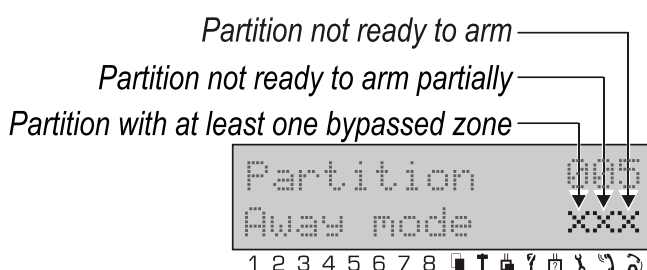 Partition not ready to arm
Partition not ready to arm partially
Partition with at least one bypassed zone
Partition 005
Away mode xxx
1 2 3 4 5 6 7 8